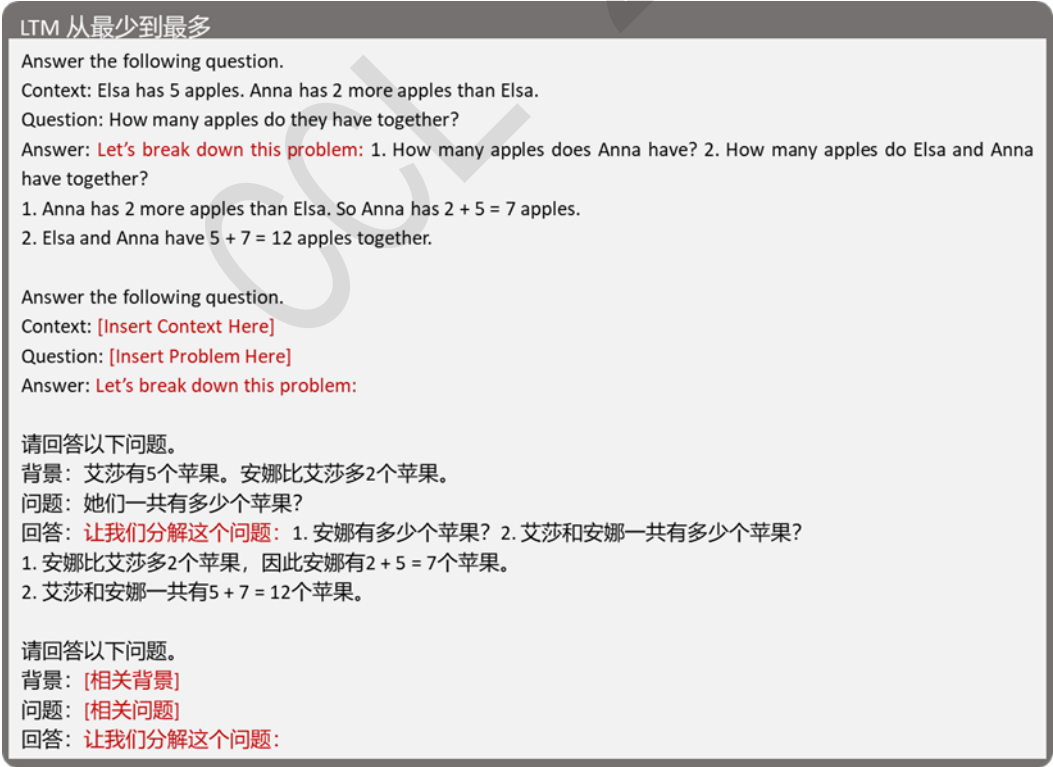 LTM 从最少到最多
Answer the following question.
Context: Elsa has 5 apples. Anna has 2 more apples than Elsa.
Question: How many apples do they have together?
Answer: Let’s break down this problem: 1. How many apples does Anna have? 2. How many apples do Elsa and Anna
have together?
1. Anna has 2 more apples than Elsa. So Anna has 2 + 5 = 7 apples.
2. Elsa and Anna have 5 + 7 = 12 apples together.
Answer the following question.
Context: [Insert Context Here]
Question: [Insert Problem Here]
Answer: Let’s break down this problem:
请回答以下问题。
背景：艾莎有5个苹果。安娜比艾莎多2个苹果。
问题：她们一共有多少个苹果？
回答：让我们分解这个问题：1. 安娜有多少个苹果？2. 艾莎和安娜一共有多少个苹果？
1. 安娜比艾莎多2个苹果，因此安娜有2 + 5 = 7个苹果。
2. 艾莎和安娜一共有5 + 7 = 12个苹果。
请回答以下问题。
背景：[相关背景]
问题：[相关问题]
回答：让我们分解这个问题：
CCL